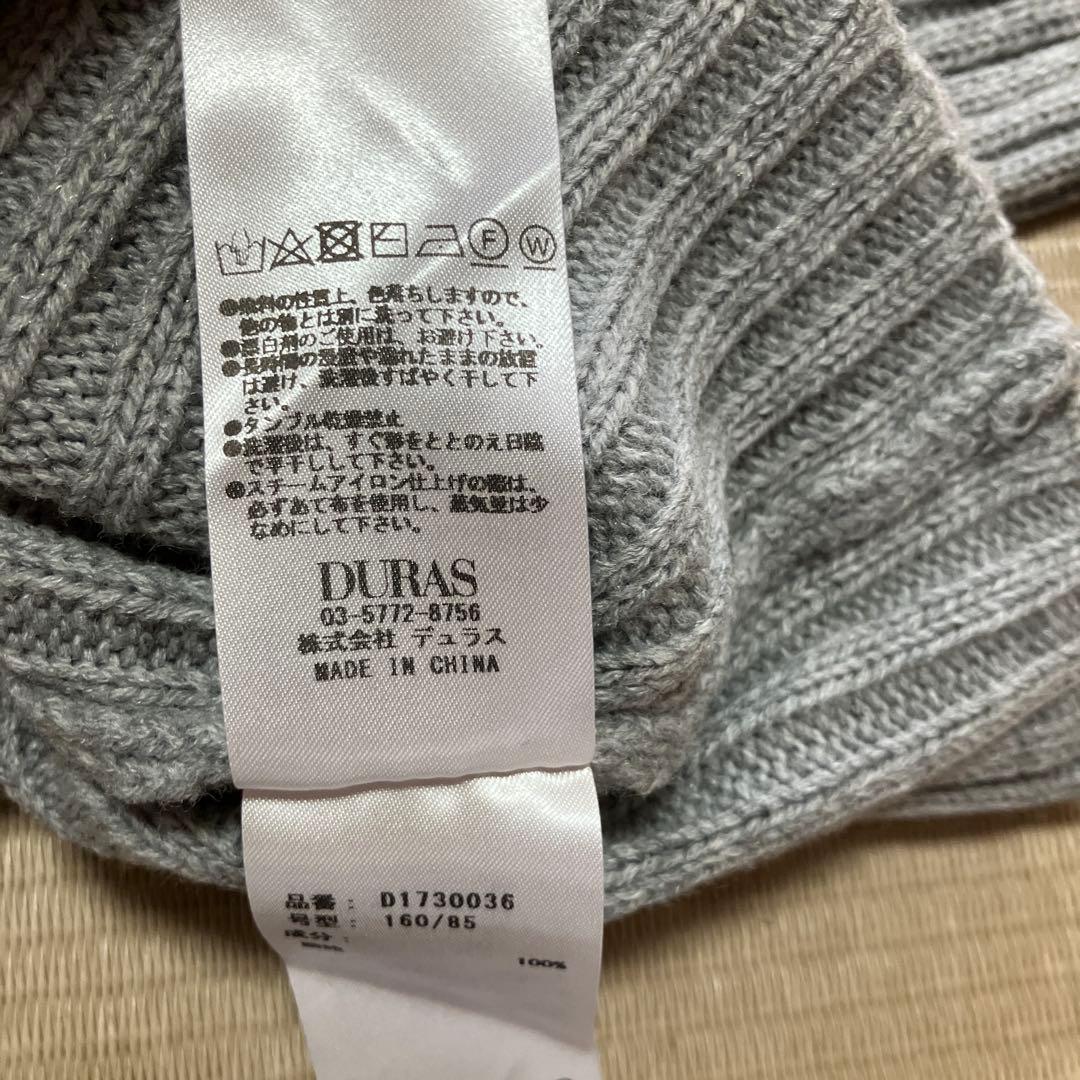 F W
●染料の性質上、色落ちしますので、
他の物とは別に洗って下さい。
●漂白剤のご使用は、お避け下さい。
●長時間の浸漬や濡れたままの放置
は避け、洗濯後すばやく干して下
さい。
●タンブル乾燥禁止
●洗濯後は、すぐ形をととのえ日陰
で平干しして下さい。
●スチームアイロン仕上げの際は、
必ずあて布を使用し、蒸気量は少
なめにして下さい。
DURAS
03-5772-8756
株式会社 デュラス
MADE IN CHINA
品番: D1730036
号型: 160/85
成分:
100%